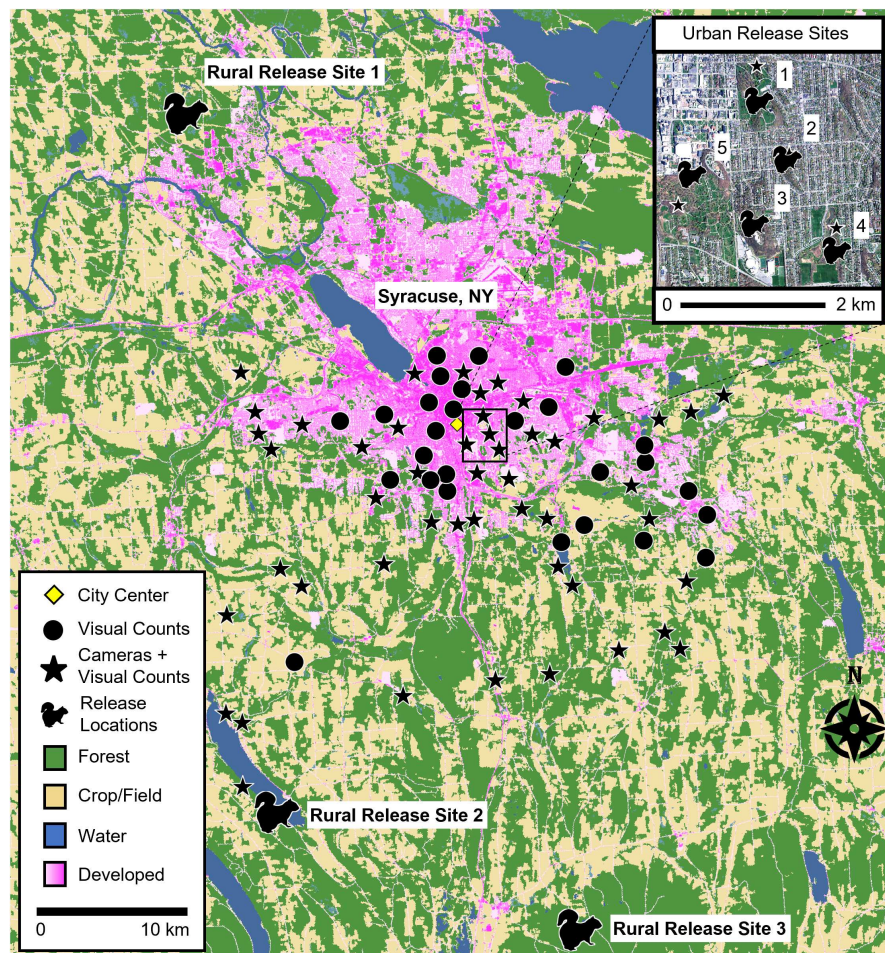 Rural Release Site 1
Urban Release Sites
1
2
5
3
4
0 2 km
Syracuse, NY
City Center
Visual Counts
Cameras +
Visual Counts
Release
Locations
Forest
Crop/Field
Water
Developed
0 10 km
N
Rural Release Site 2
Rural Release Site 3